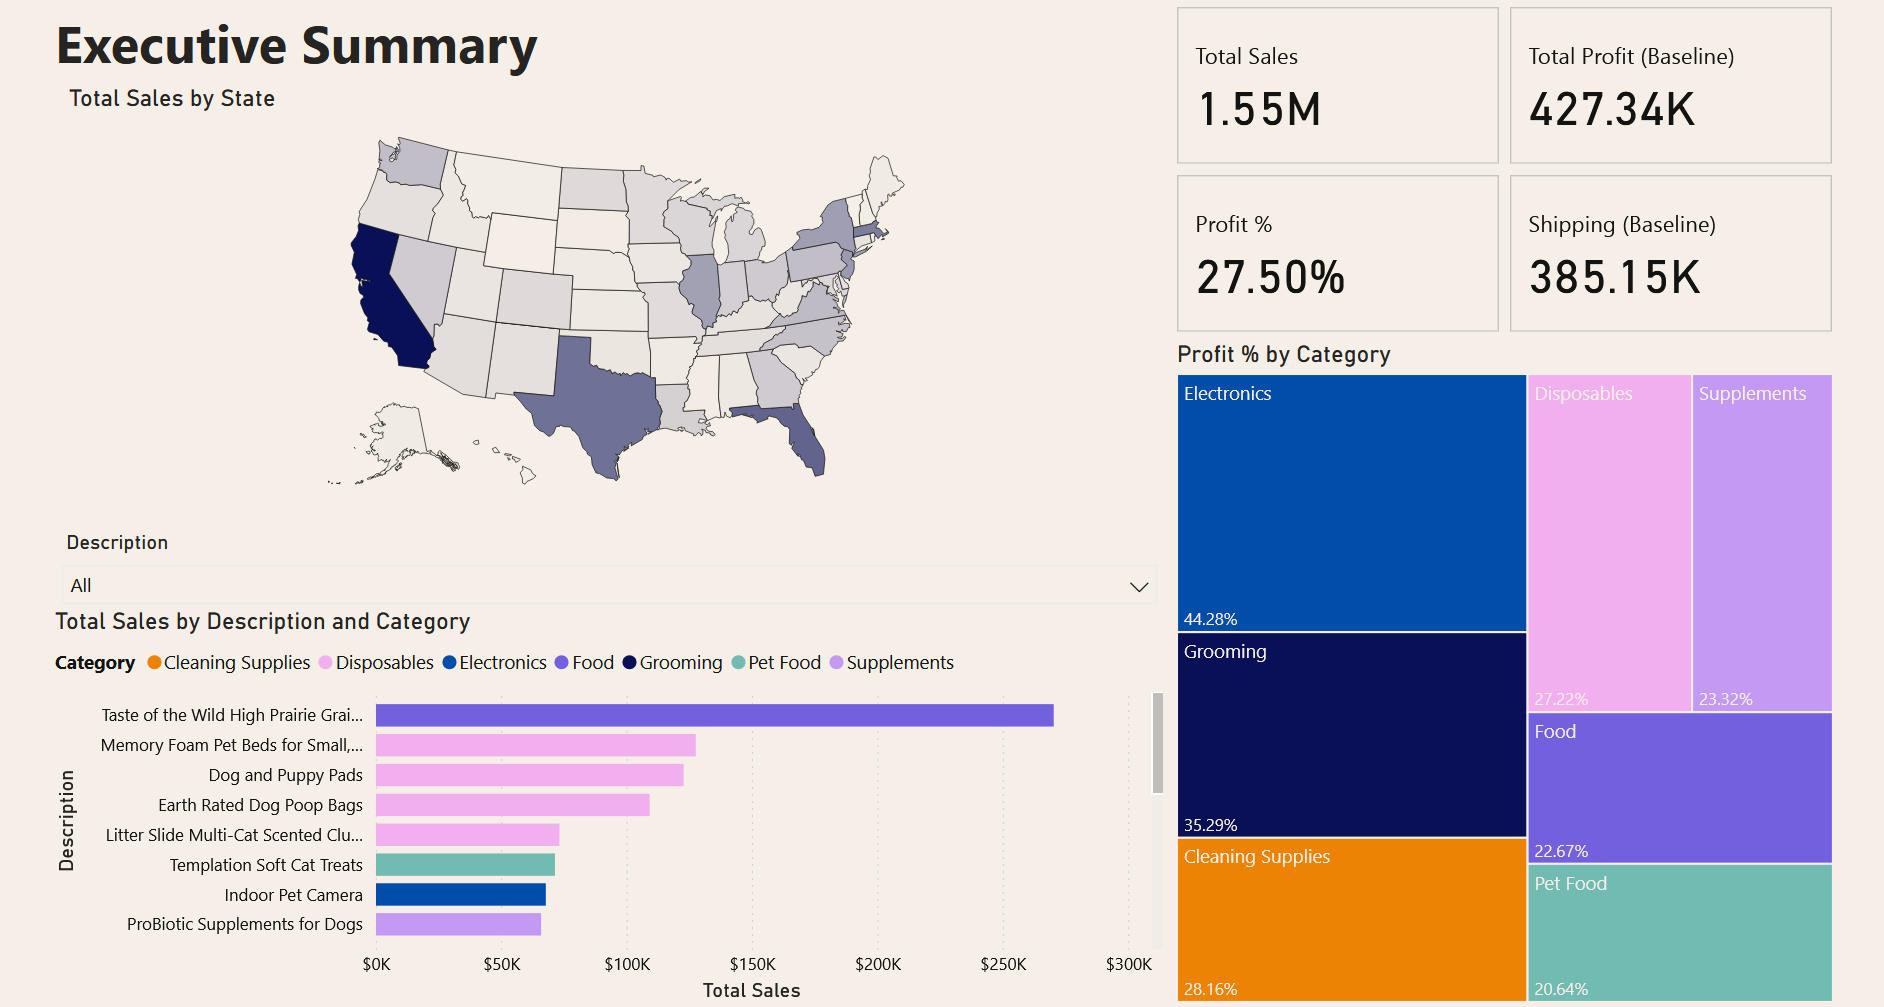 Executive Summary
Total Sales by State
Total Sales
1.55M
Total Profit (Baseline)
427.34K
Profit %
27.50%
Shipping (Baseline)
385.15K
Profit % by Category
Electronics
44.28%
Grooming
35.29%
Cleaning Supplies
28.16%
Disposables
27.22%
Supplements
23.32%
Food
22.67%
Pet Food
20.64%
Description
All
Total Sales by Description and Category
Category Cleaning Supplies Disposables Electronics Food Grooming Pet Food Supplements
Description
Taste of the Wild High Prairie Grai...
Memory Foam Pet Beds for Small,...
Dog and Puppy Pads
Earth Rated Dog Poop Bags
Litter Slide Multi-Cat Scented Clu...
Templation Soft Cat Treats
Indoor Pet Camera
ProBiotic Supplements for Dogs
$0K $50K $100K $150K $200K $250K $300K
Total Sales